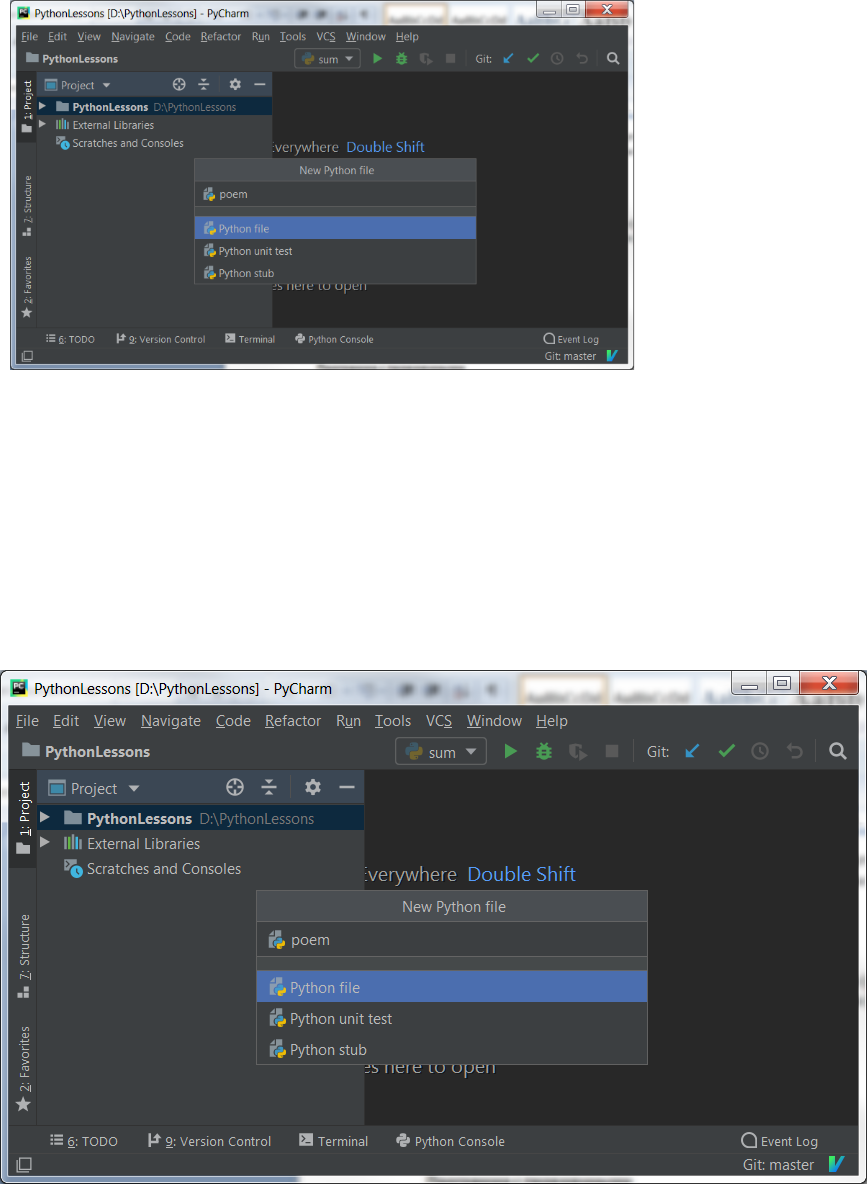 PythonLessons [D:\PythonLessons] - PyCharm
File Edit View Navigate Code Refactor Run Tools VCS Window Help
PythonLessons sum Git:
1: Project
Project
PythonLessons D:\PythonLessons
External Libraries
Scratches and Consoles
Everywhere Double Shift
New Python file
poem
Python file
Python unit test
Python stub
es here to open
7: Structure
2: Favorites
6: TODO 9: Version Control Terminal Python Console Event Log
Git: master
PythonLessons [D:\PythonLessons] - PyCharm
File Edit View Navigate Code Refactor Run Tools VCS Window Help
PythonLessons sum Git:
1: Project
Project
PythonLessons D:\PythonLessons
External Libraries
Scratches and Consoles
Everywhere Double Shift
New Python file
poem
Python file
Python unit test
Python stub
es here to open
7: Structure
2: Favorites
6: TODO 9: Version Control Terminal Python Console Event Log
Git: master